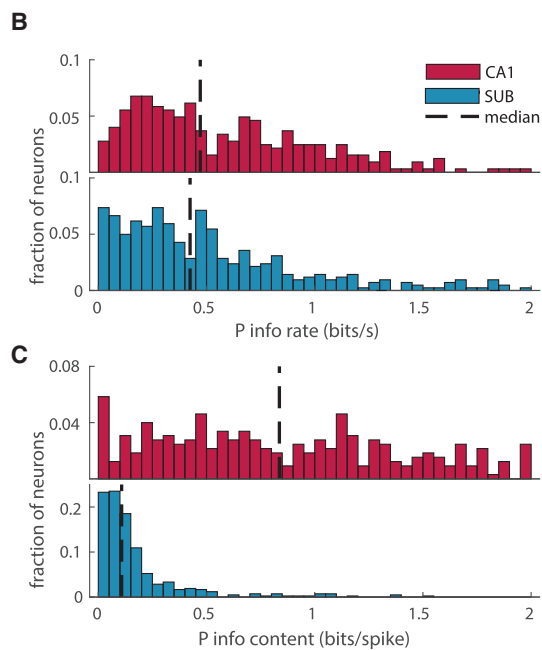 B
CA1
SUB
median
fraction of neurons
0.1
0.05
0.1
0.05
0
0
0.5
1
1.5
2
P info rate (bits/s)
C
fraction of neurons
0.08
0.04
0.2
0.1
0
0
0.5
1
1.5
2
P info content (bits/spike)